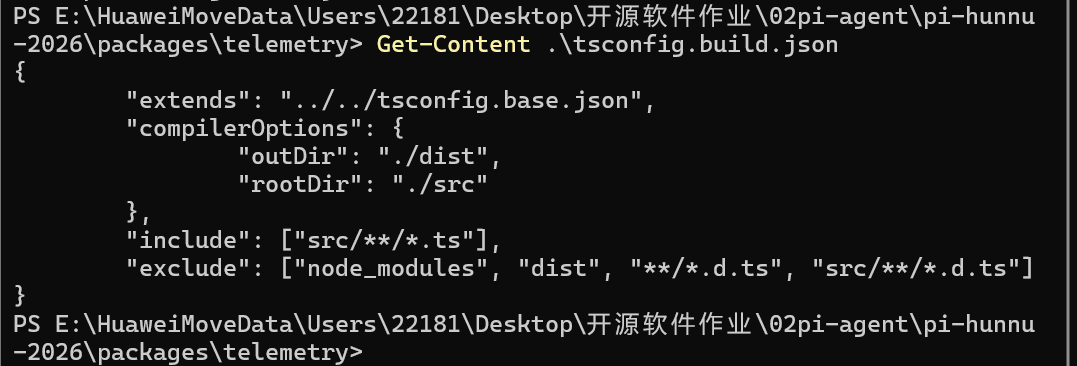 PS E:\HuaweiMoveData\Users\22181\Desktop\开源软件作业\02pi-agent\pi-hunnu
-2026\packages\telemetry> Get-Content .\tsconfig.build.json
{
        "extends": "../../tsconfig.base.json",
        "compilerOptions": {
                "outDir": "./dist",
                "rootDir": "./src"
        },
        "include": ["src/**/*.ts"],
        "exclude": ["node_modules", "dist", "**/*.d.ts", "src/**/*.d.ts"]
}
PS E:\HuaweiMoveData\Users\22181\Desktop\开源软件作业\02pi-agent\pi-hunnu
-2026\packages\telemetry>